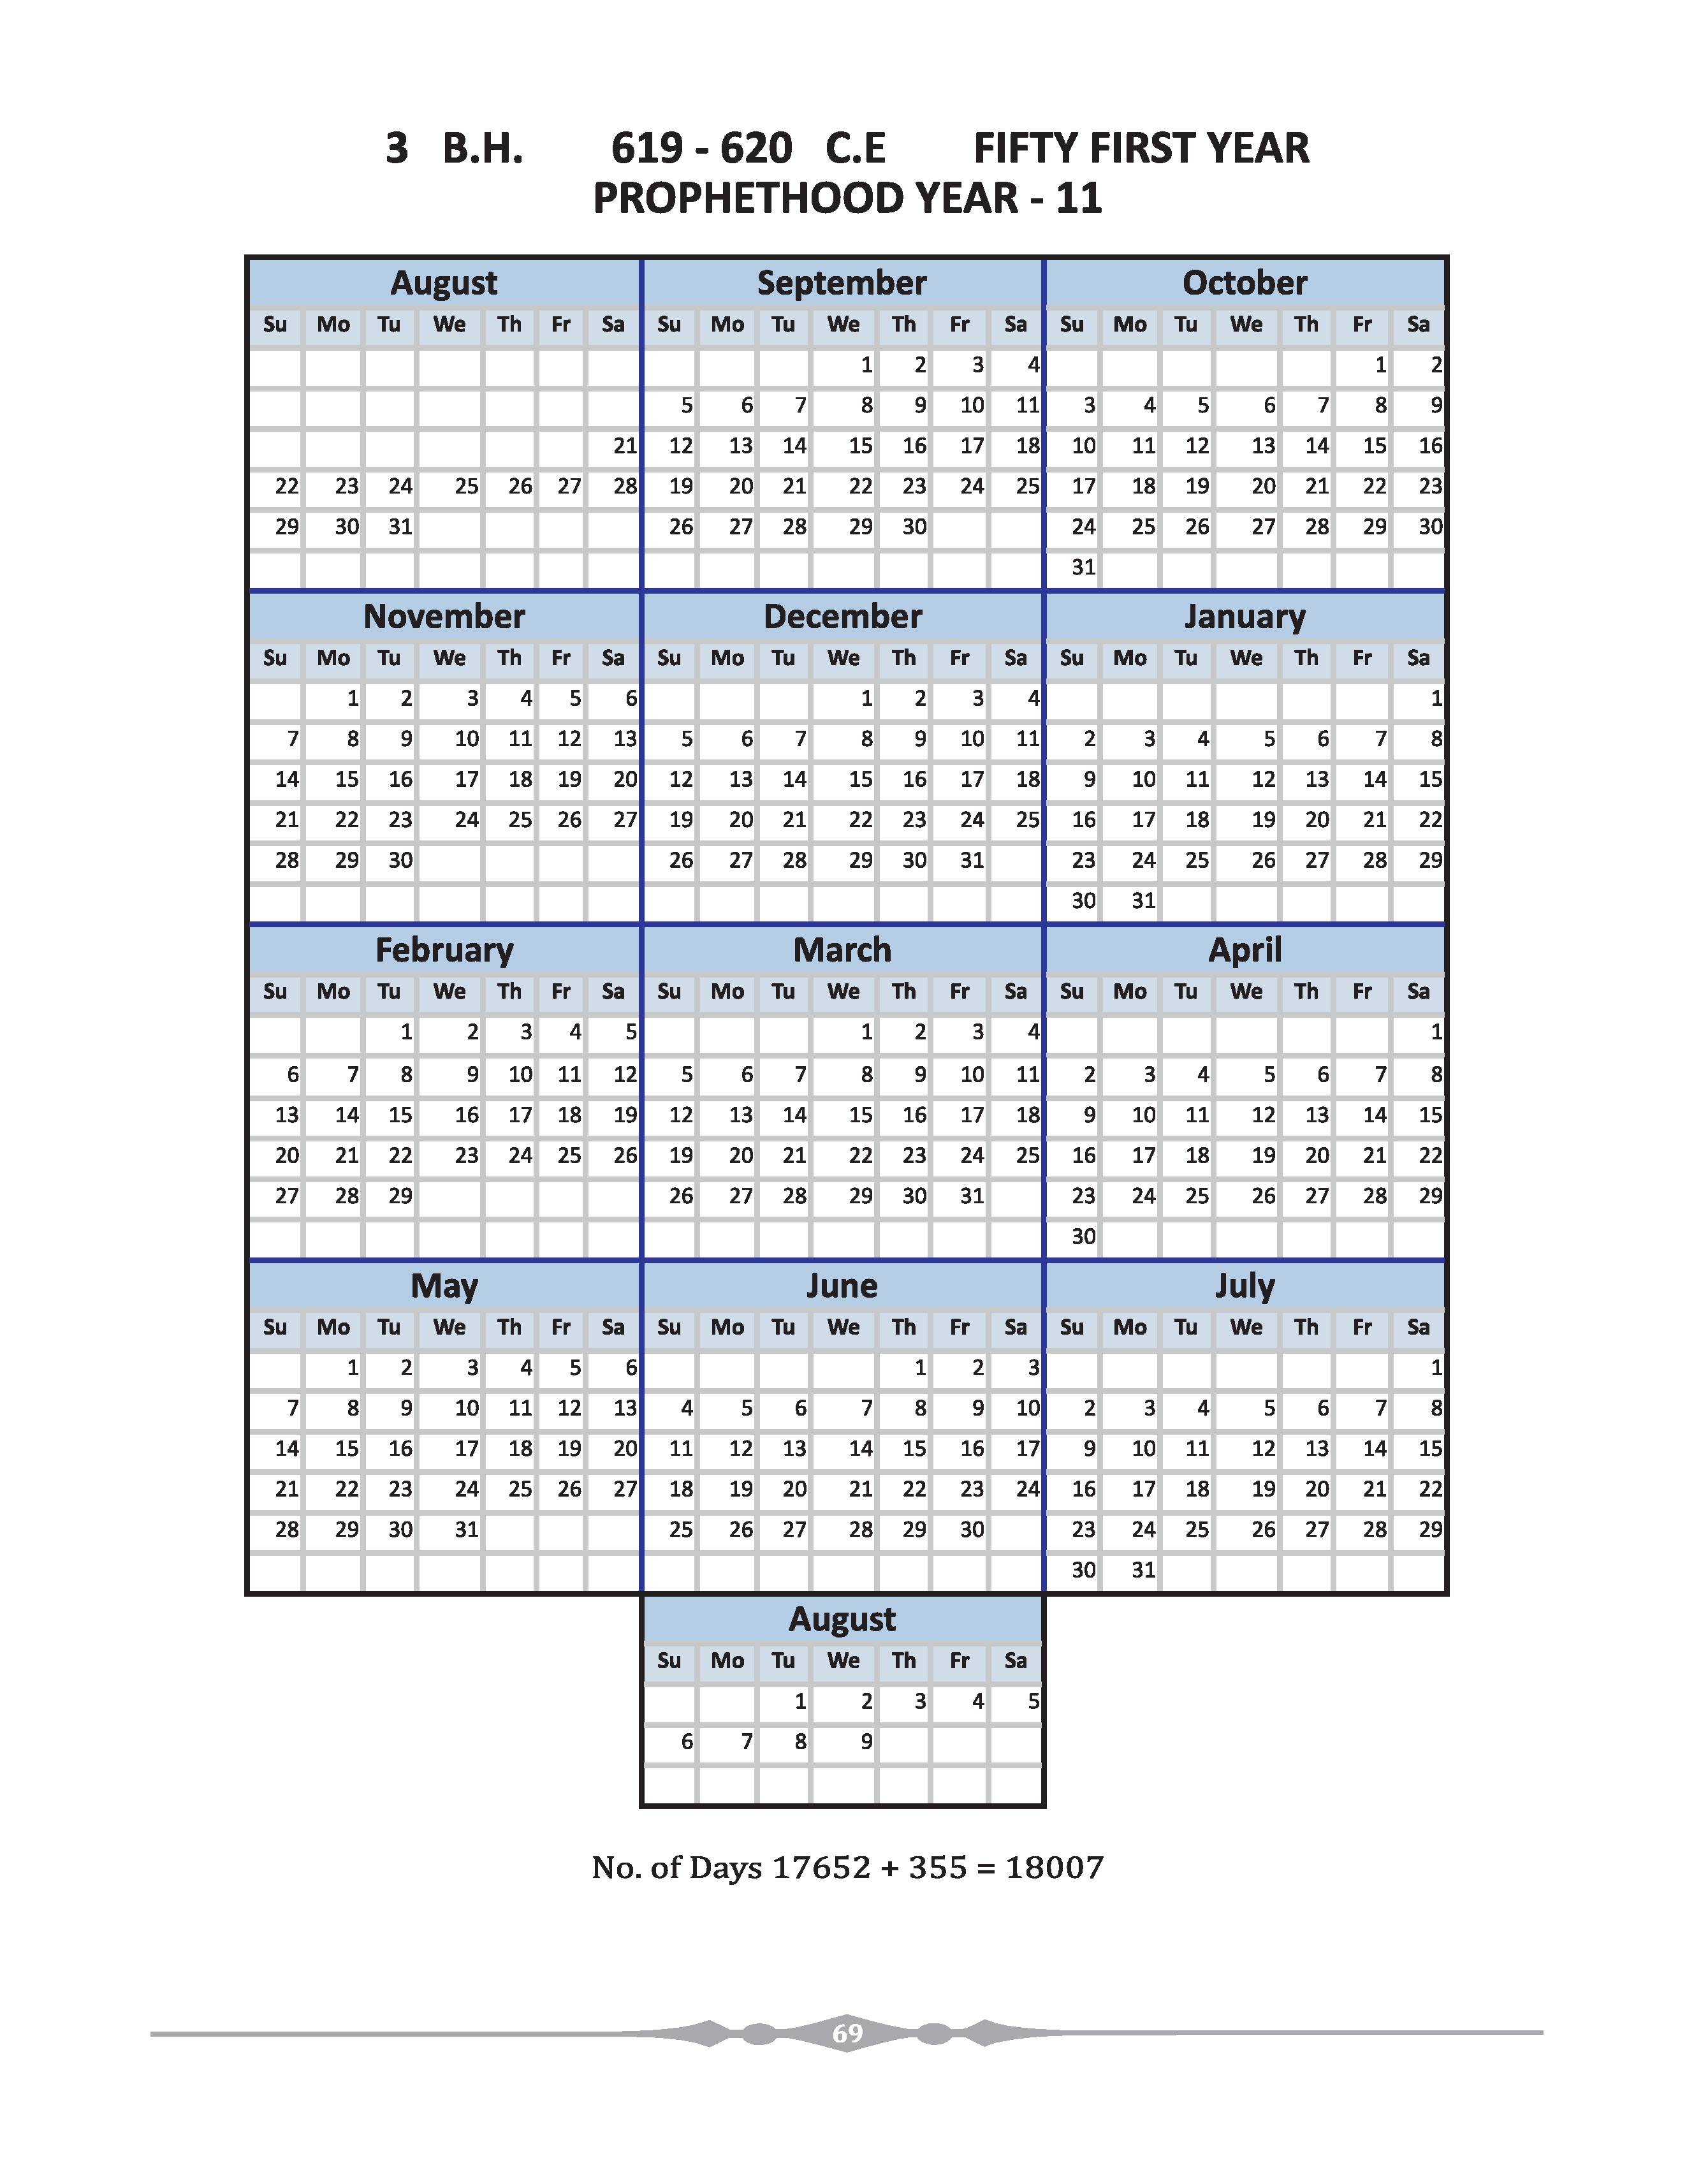 3 B.H. 619 - 620 C.E FIFTY FIRST YEAR
PROPHETHOOD YEAR - 11
August September October
Su Mo Tu We Th Fr Sa Su Mo Tu We Th Fr Sa Su Mo Tu We Th Fr Sa
1 2 3 4 1 2
5 6 7 8 9 10 11 3 4 5 6 7 8 9
21 12 13 14 15 16 17 18 10 11 12 13 14 15 16
22 23 24 25 26 27 28 19 20 21 22 23 24 25 17 18 19 20 21 22 23
29 30 31 26 27 28 29 30 24 25 26 27 28 29 30
31
November December January
Su Mo Tu We Th Fr Sa Su Mo Tu We Th Fr Sa Su Mo Tu We Th Fr Sa
1 2 3 4 5 6 1 2 3 4 1
7 8 9 10 11 12 13 5 6 7 8 9 10 11 2 3 4 5 6 7 8
14 15 16 17 18 19 20 12 13 14 15 16 17 18 9 10 11 12 13 14 15
21 22 23 24 25 26 27 19 20 21 22 23 24 25 16 17 18 19 20 21 22
28 29 30 26 27 28 29 30 31 23 24 25 26 27 28 29
30 31
February March April
Su Mo Tu We Th Fr Sa Su Mo Tu We Th Fr Sa Su Mo Tu We Th Fr Sa
1 2 3 4 5 1 2 3 4 1
6 7 8 9 10 11 12 5 6 7 8 9 10 11 2 3 4 5 6 7 8
13 14 15 16 17 18 19 12 13 14 15 16 17 18 9 10 11 12 13 14 15
20 21 22 23 24 25 26 19 20 21 22 23 24 25 16 17 18 19 20 21 22
27 28 29 26 27 28 29 30 31 23 24 25 26 27 28 29
30
May June July
Su Mo Tu We Th Fr Sa Su Mo Tu We Th Fr Sa Su Mo Tu We Th Fr Sa
1 2 3 4 5 6 1 2 3 1
7 8 9 10 11 12 13 4 5 6 7 8 9 10 2 3 4 5 6 7 8
14 15 16 17 18 19 20 11 12 13 14 15 16 17 9 10 11 12 13 14 15
21 22 23 24 25 26 27 18 19 20 21 22 23 24 16 17 18 19 20 21 22
28 29 30 31 25 26 27 28 29 30 23 24 25 26 27 28 29
30 31
August
Su Mo Tu We Th Fr Sa
1 2 3 4 5
6 7 8 9
No. of Days 17652 + 355 = 18007
69